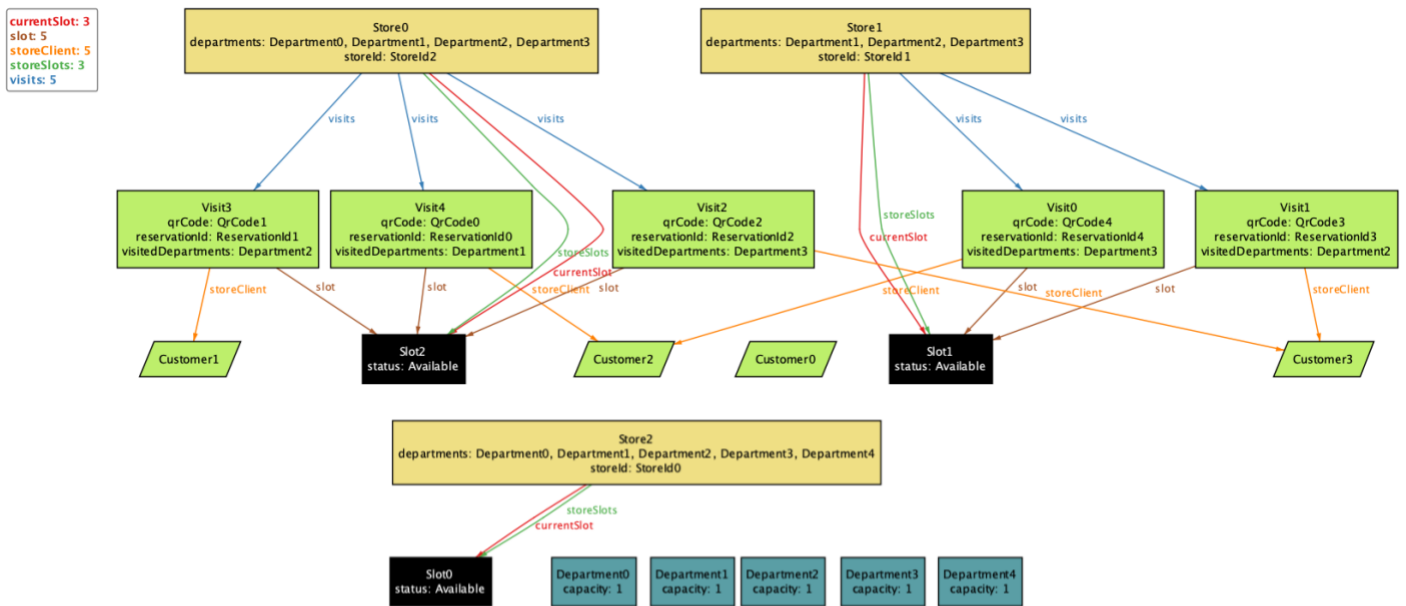 currentSlot: 3
slot: 5
storeClient: 5
storeSlots: 3
visits: 5
Store0
departments: Department0, Department1, Department2, Department3
storeId: StoreId2
Store1
departments: Department1, Department2, Department3
storeId: StoreId1
visits
visits
visits
visits
visits
Visit3
qrCode: QrCode1
reservationId: ReservationId1
visitedDepartments: Department2
Visit4
qrCode: QrCode0
reservationId: ReservationId0
visitedDepartments: Department1
Visit2
qrCode: QrCode2
reservationId: ReservationId2
visitedDepartments: Department3
Visit0
qrCode: QrCode4
reservationId: ReservationId4
visitedDepartments: Department3
Visit1
qrCode: QrCode3
reservationId: ReservationId3
visitedDepartments: Department2
storeSlots
currentSlot
storeSlots
currentSlot
storeClient
slot
slot
storeClient
slot
storeClient
slot
storeClient
slot
storeClient
Customer1
Slot2
status: Available
Customer2
Customer0
Slot1
status: Available
Customer3
Store2
departments: Department0, Department1, Department2, Department3, Department4
storeId: StoreId0
storeSlots
currentSlot
Slot0
status: Available
Department0
capacity: 1
Department1
capacity: 1
Department2
capacity: 1
Department3
capacity: 1
Department4
capacity: 1